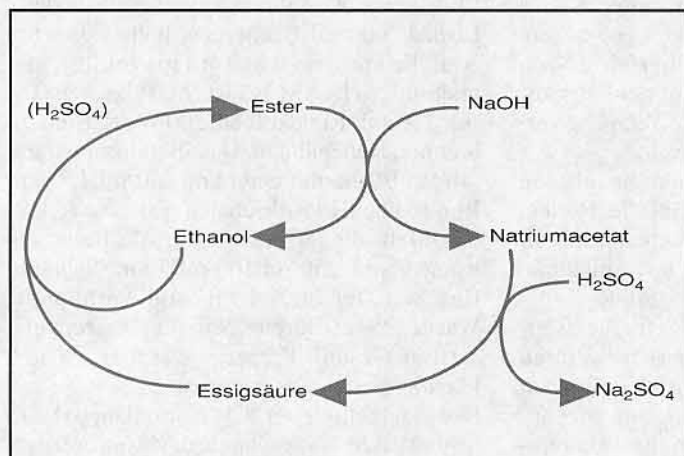 (H₂SO₄) Ester NaOH
Ethanol Natriumacetat
H₂SO₄
Essigsäure Na₂SO₄